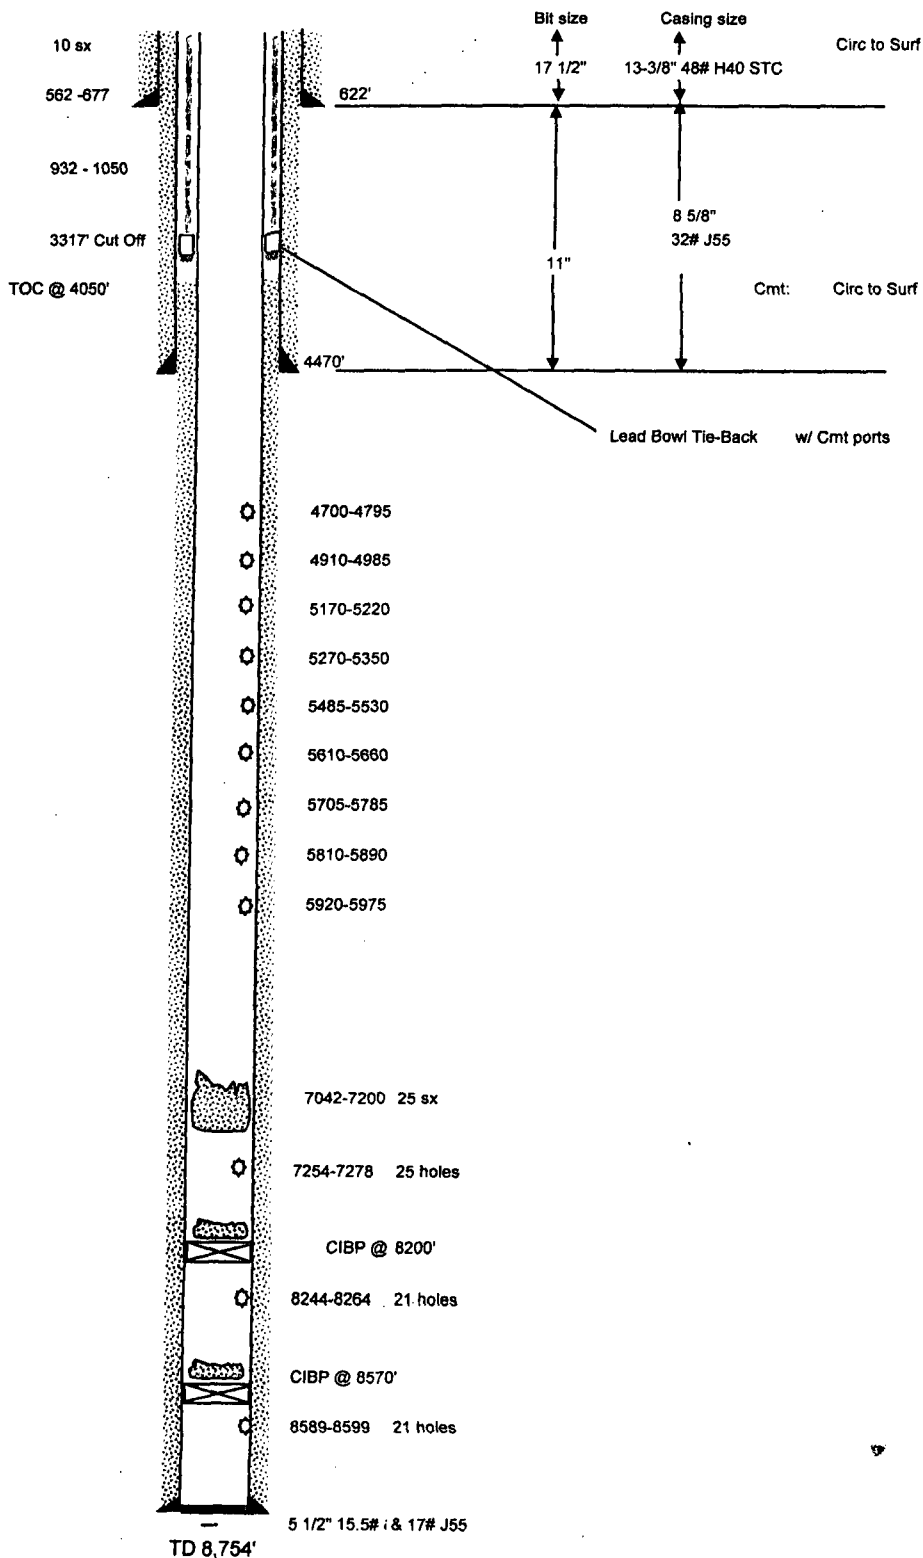 Bit size Casing size
10 sx 17 1/2" 13-3/8" 48# H40 STC Circ to Surf
562 -677 622'
932 - 1050
8 5/8"
3317' Cut Off 32# J55
11"
TOC @ 4050' Cmt: Circ to Surf
4470'
Lead Bowl Tie-Back w/ Cmt ports
4700-4795
4910-4985
5170-5220
5270-5350
5485-5530
5610-5660
5705-5785
5810-5890
5920-5975
7042-7200 25 sx
7254-7278 25 holes
CIBP @ 8200'
8244-8264 21 holes
CIBP @ 8570'
8589-8599 21 holes
5 1/2" 15.5# & 17# J55
TD 8,754'